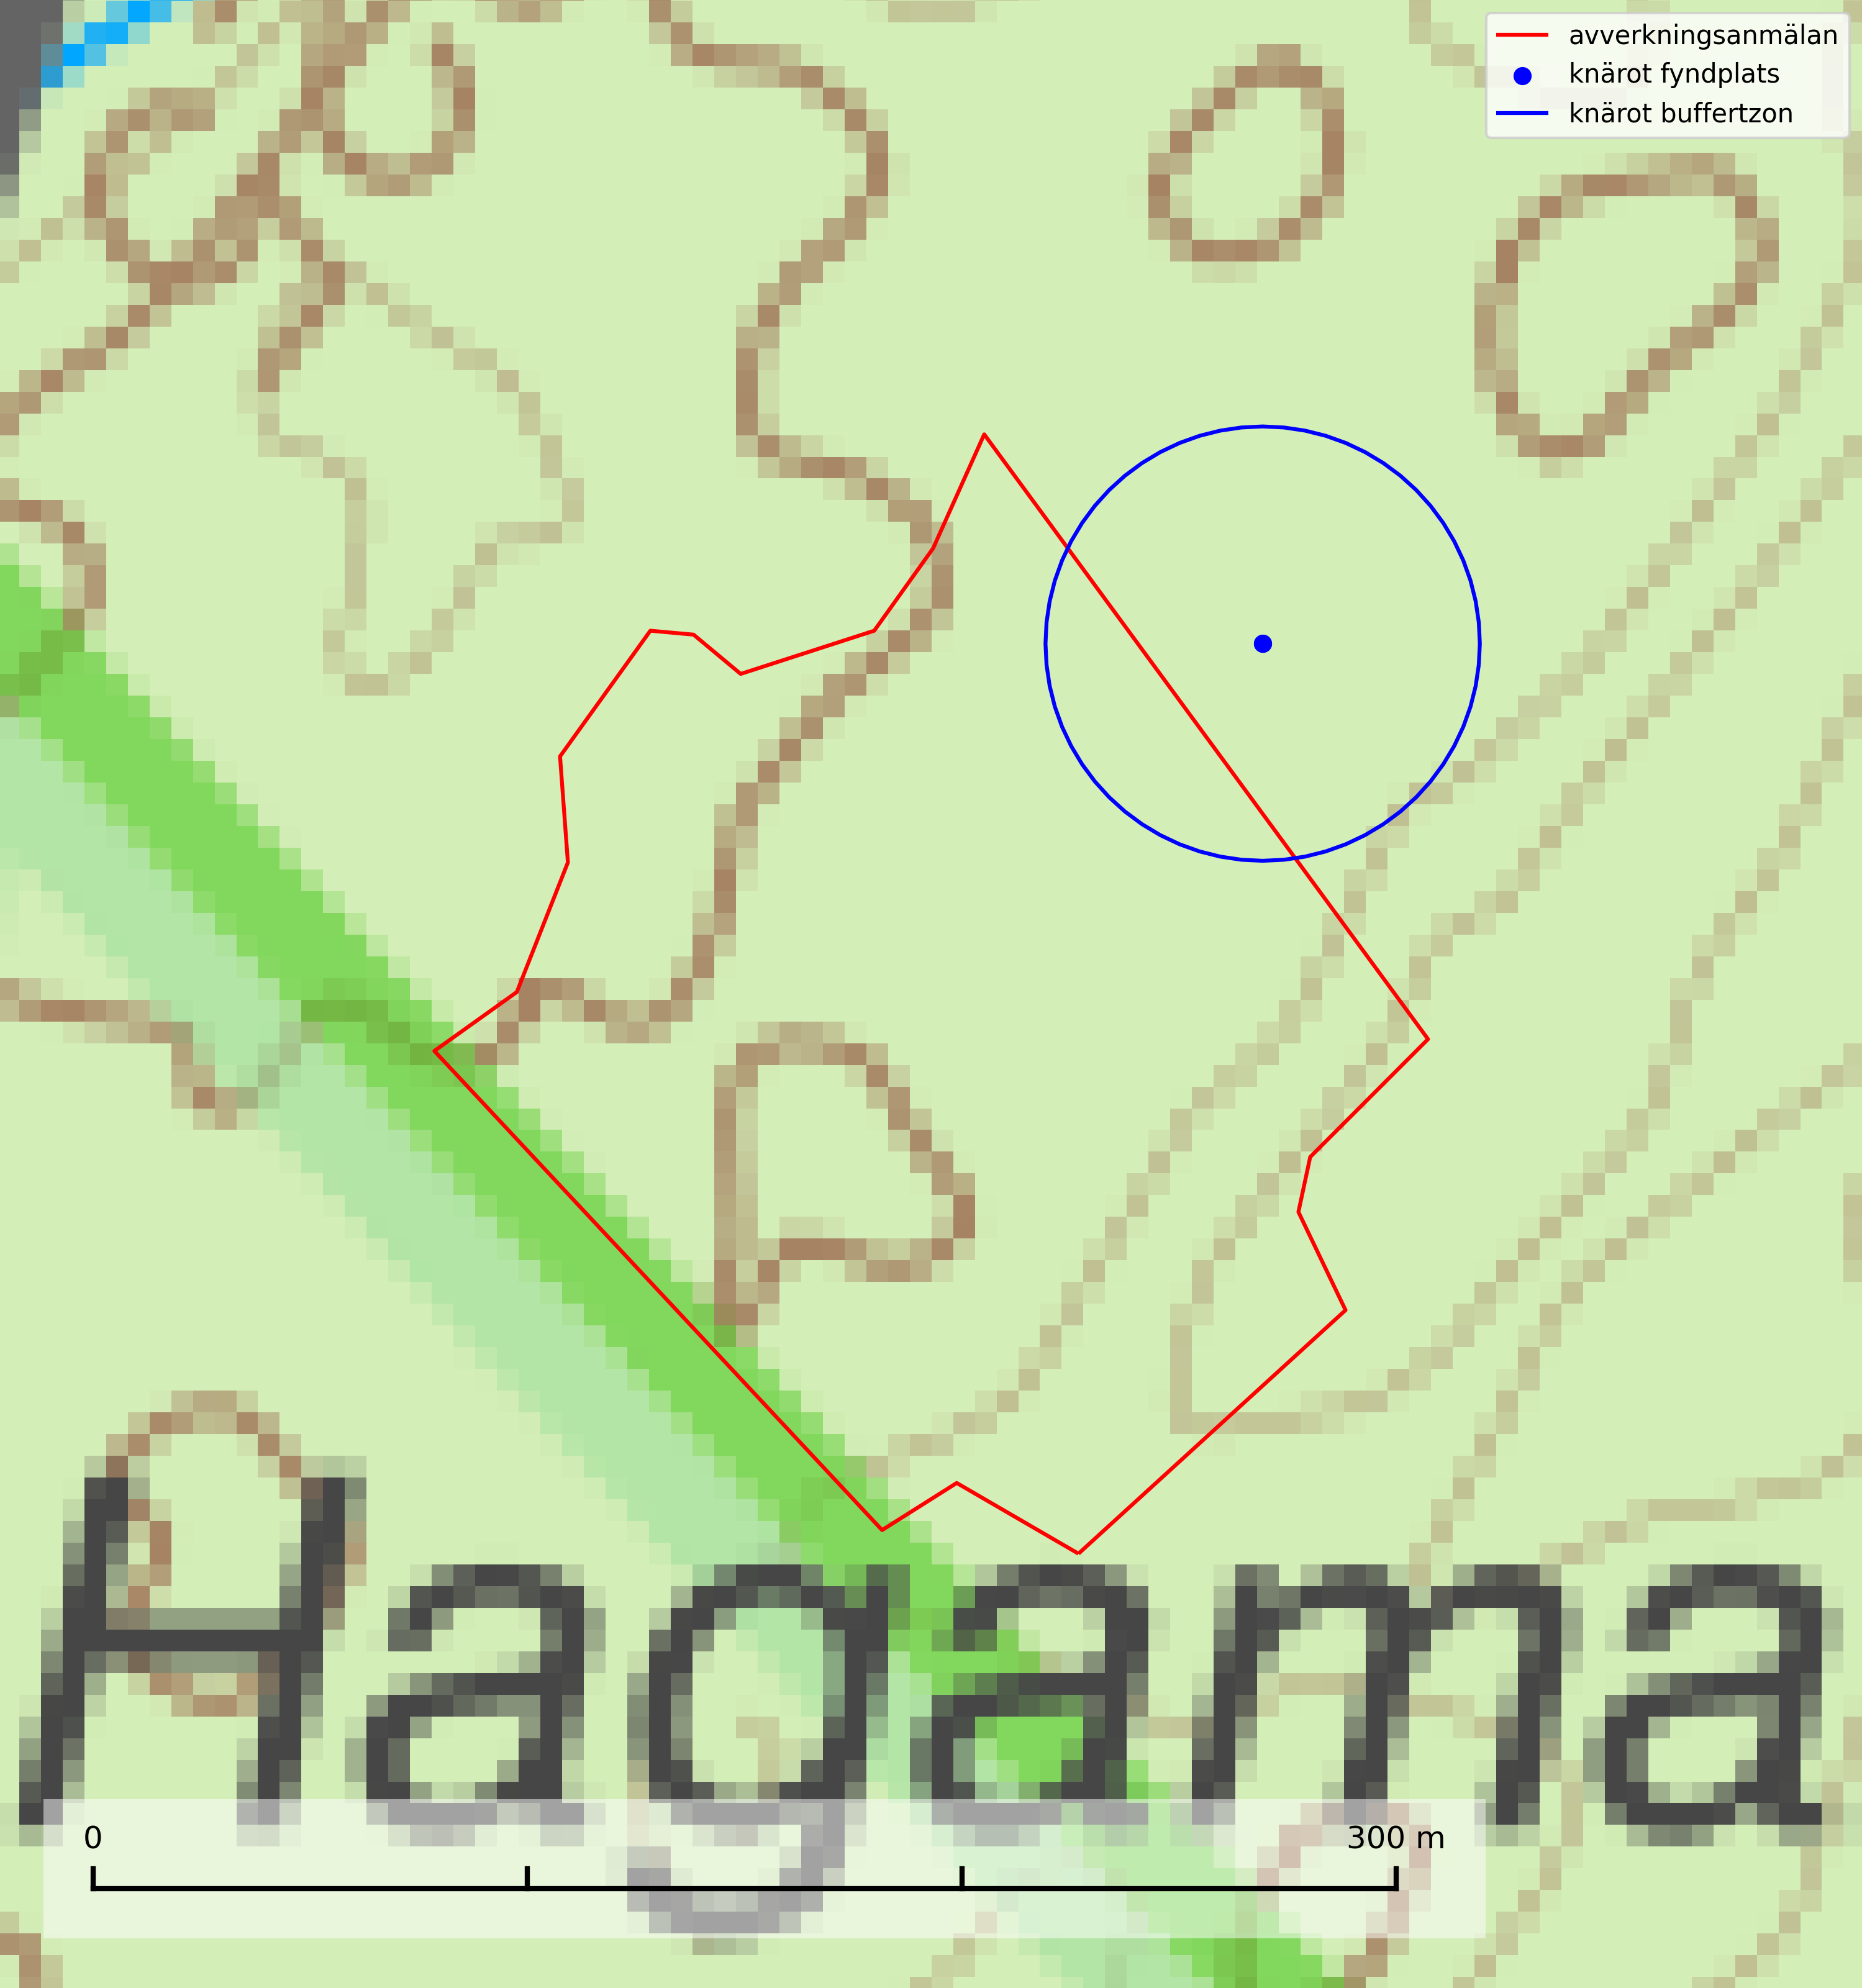 avverkningsanmälan
knärot fyndplats
knärot buffertzon
Hagama
0 300 m